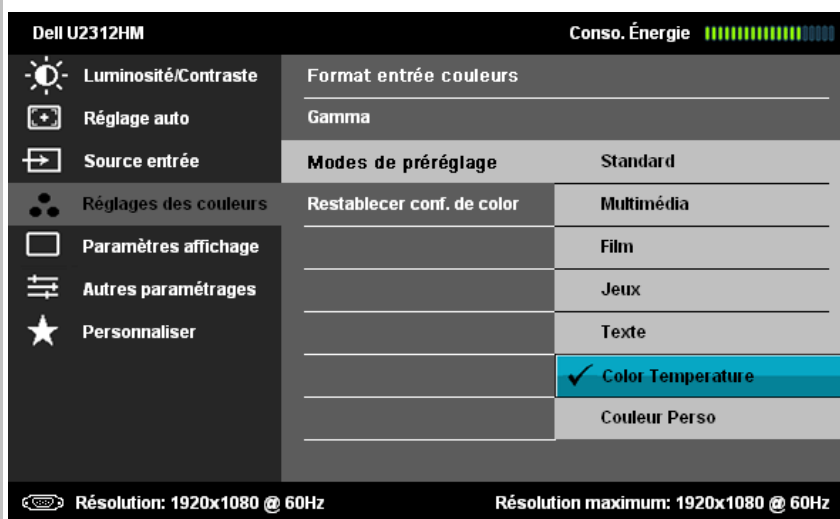 Dell U2312HM
Conso. Énergie
Luminosité/Contraste
Réglage auto
Source entrée
Réglages des couleurs
Paramètres affichage
Autres paramétrages
Personnaliser
Format entrée couleurs
Gamma
Modes de préréglage
Restablecer conf. de color
Standard
Multimédia
Film
Jeux
Texte
Color Temperature
Couleur Perso
Résolution: 1920x1080 @ 60Hz
Résolution maximum: 1920x1080 @ 60Hz